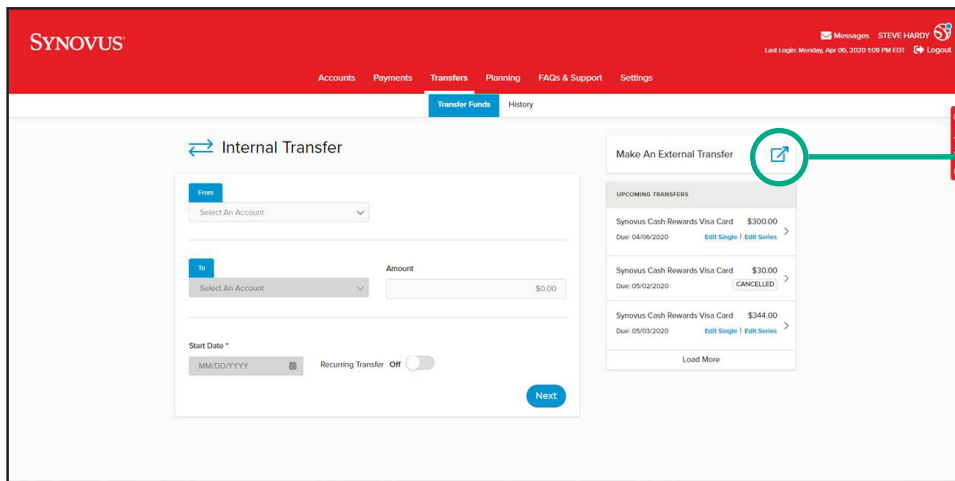 SYNOVUS
Messages STEVE HARDY
Last Login: Monday, Apr 06, 2020 1:09 PM EDT Logout
Accounts Payments Transfers Planning FAQs & Support Settings
Transfer Funds History
Internal Transfer
Make An External Transfer
From
Select An Account
UPCOMING TRANSFERS
Synovus Cash Rewards Visa Card $300.00
Due: 04/06/2020 Edit Single | Edit Series
To
Amount
Select An Account
$0.00
Synovus Cash Rewards Visa Card $30.00
Due: 05/02/2020 CANCELLED
Synovus Cash Rewards Visa Card $344.00
Due: 05/03/2020 Edit Single | Edit Series
Load More
Start Date *
MM/DD/YYYY
Recurring Transfer Off
Next